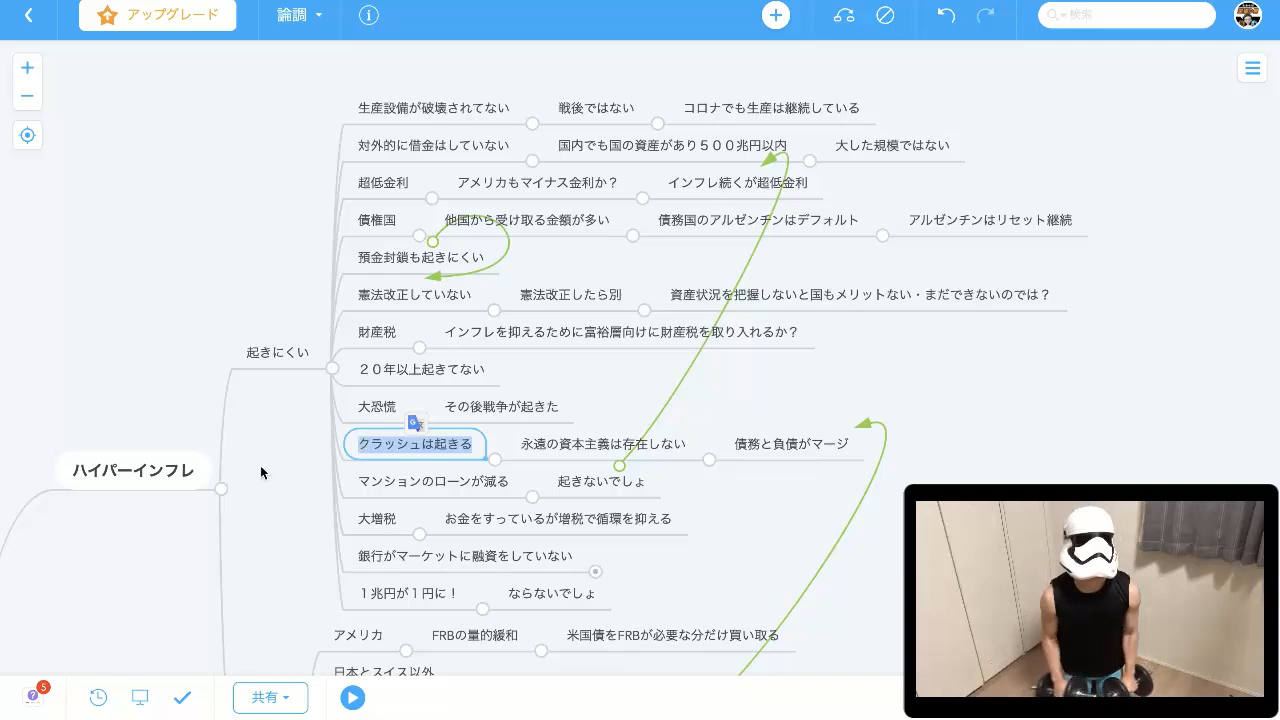 アップグレード
論調
検索
生産設備が破壊されてない 戦後ではない コロナでも生産は継続している
対外的に借金はしていない 国内でも国の資産があり５００兆円以内 大した規模ではない
超低金利 アメリカもマイナス金利か？ インフレ続くが超低金利
債権国 他国から受け取る金額が多い 債務国のアルゼンチンはデフォルト アルゼンチンはリセット継続
預金封鎖も起きにくい
憲法改正していない 憲法改正したら別 資産状況を把握しないと国もメリットない・まだできないのでは？
財産税 インフレを抑えるために富裕層向けに財産税を取り入れるか？
起きにくい
２０年以上起きてない
大恐慌 その後戦争が起きた
クラッシュは起きる 永遠の資本主義は存在しない 債務と負債がマージ
ハイパーインフレ
マンションのローンが減る 起きないでしょ
大増税 お金をすっているが増税で循環を抑える
銀行がマーケットに融資をしていない
１兆円が１円に！ ならないでしょ
アメリカ FRBの量的緩和 米国債をFRBが必要な分だけ買い取る
日本とスイス以外
5
共有